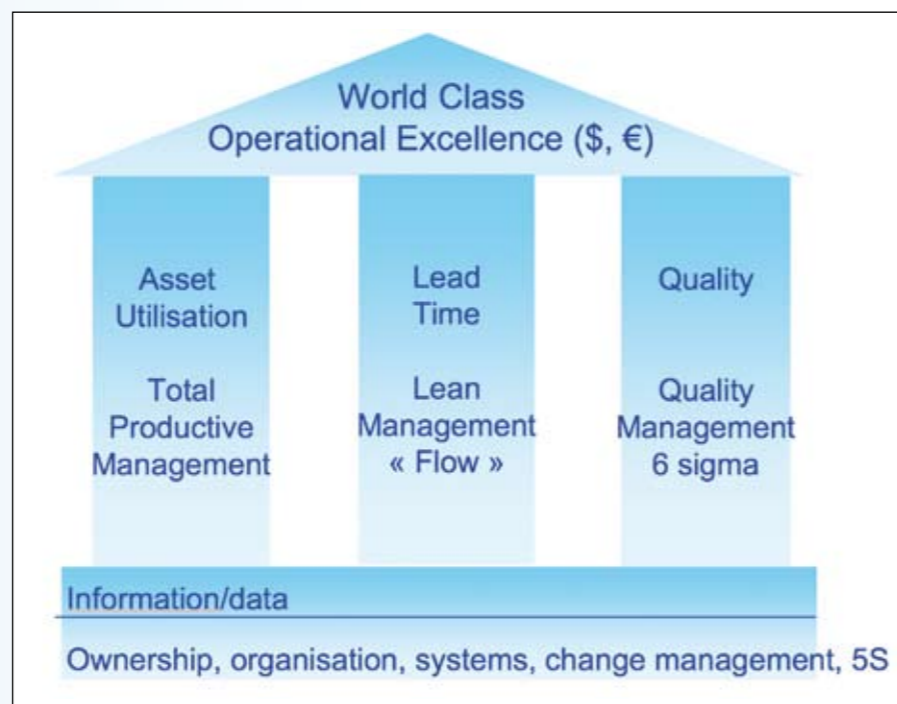 World Class
Operational Excellence ($, €)
Asset
Utilisation
Total
Productive
Management
Lead
Time
Lean
Management
« Flow »
Quality
Quality
Management
6 sigma
Information/data
Ownership, organisation, systems, change management, 5S